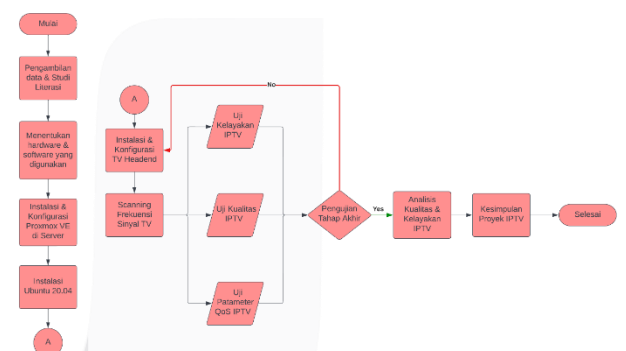 Mulai
Pengambilan
data & Studi
Literasi
Menentukan
hardware &
software yang
digunakan
Instalasi &
Konfigurasi
Proxmox VE
di Server
Instalasi
Ubuntu 20.04
A
A
Instalasi &
Konfigurasi
TV Headend
Scanning
Frekuensi
Sinyal TV
Uji
Kelayakan
IPTV
Uji Kualitas
IPTV
Uji
Patameter
QoS IPTV
No
Pengujian
Tahap Akhir
Yes
Analisis
Kualitas &
Kelayakan
IPTV
Kesimpulan
Proyek IPTV
Selesai